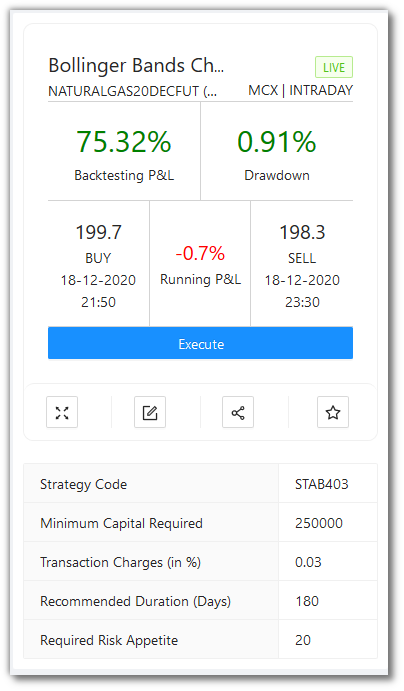 Bollinger Bands Ch...
LIVE
NATURALGAS20DECFUT (...
MCX | INTRADAY
75.32%
Backtesting P&L
0.91%
Drawdown
199.7
BUY
18-12-2020
21:50
-0.7%
Running P&L
198.3
SELL
18-12-2020
23:30
Execute
Strategy Code STAB403
Minimum Capital Required 250000
Transaction Charges (in %) 0.03
Recommended Duration (Days) 180
Required Risk Appetite 20